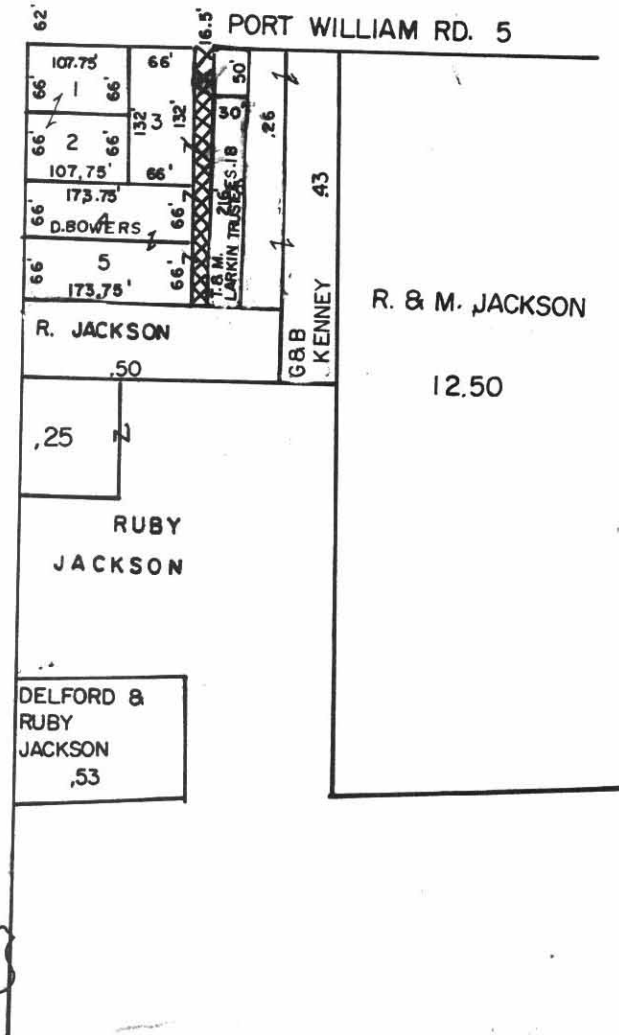 62'
16.5'
PORT WILLIAM RD. 5
107.75'
66'
50'
66'
1
66'
132'
3
132'
30'
.26
66'
2
66'
107,75'
66'
173.75'
66'
4
66'
D.BOWERS
216'
T. & M.
LARKIN TRUSTEES .18
.43
66'
5
66'
173,75'
R. JACKSON
,50
G&B
KENNEY
R. & M. JACKSON
12.50
,25
RUBY
JACKSON
DELFORD &
RUBY
JACKSON
,53